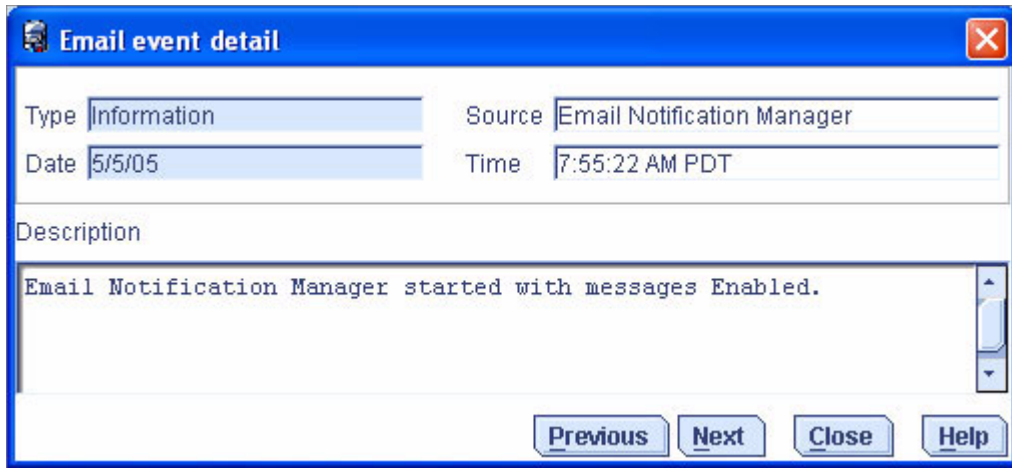 Email event detail
Type Information Source Email Notification Manager
Date 5/5/05 Time 7:55:22 AM PDT
Description
Email Notification Manager started with messages Enabled.
Previous Next Close Help